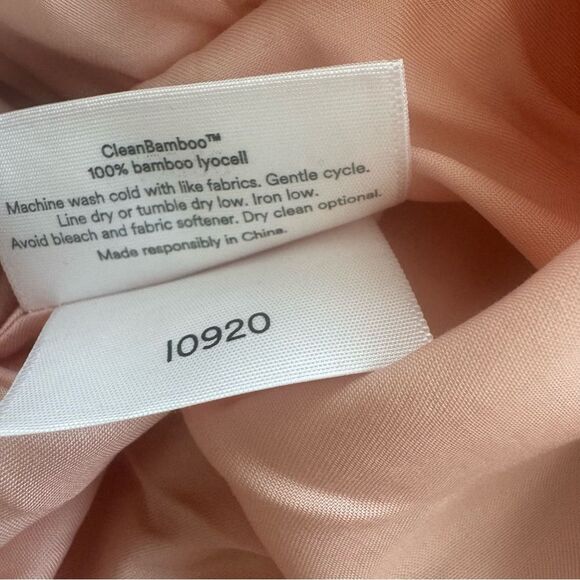 CleanBamboo™
100% bamboo lyocell
Machine wash cold with like fabrics. Gentle cycle.
Line dry or tumble dry low. Iron low.
Avoid bleach and fabric softener. Dry clean optional.
Made responsibly in China.
10920